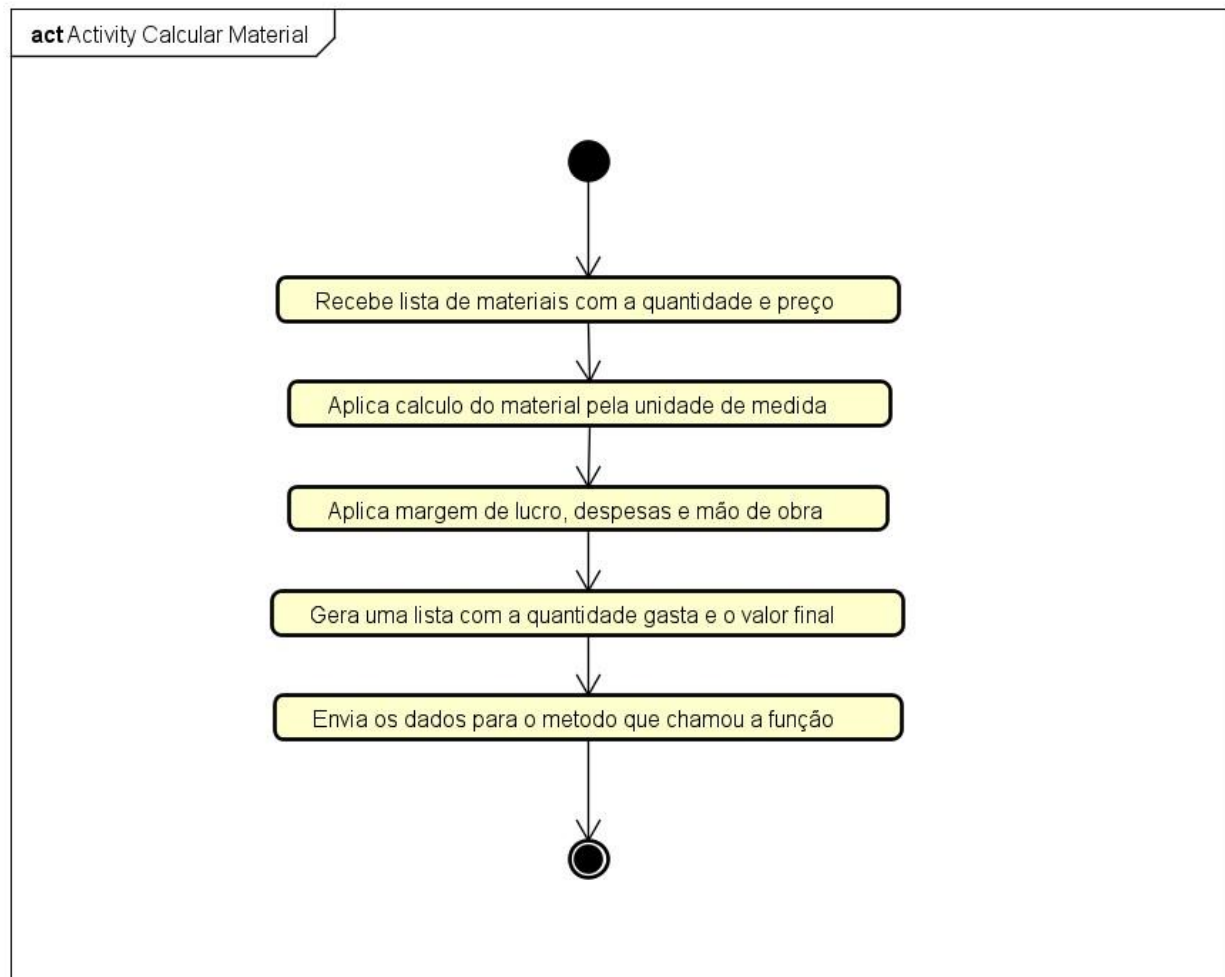 act Activity Calcular Material
Recebe lista de materiais com a quantidade e preço
Aplica calculo do material pela unidade de medida
Aplica margem de lucro, despesas e mão de obra
Gera uma lista com a quantidade gasta e o valor final
Envia os dados para o metodo que chamou a função